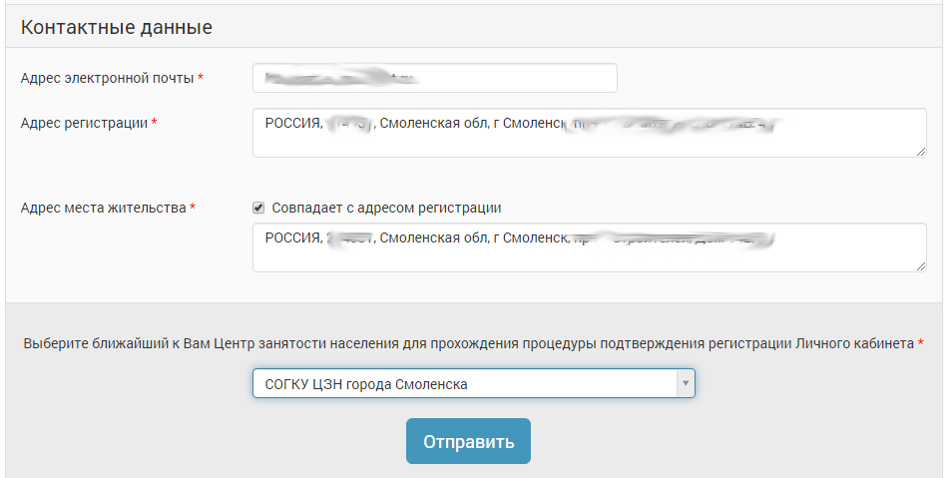 Контактные данные
Адрес электронной почты *
Адрес регистрации *
РОССИЯ, , Смоленская обл, г Смоленск,
Адрес места жительства *
Совпадает с адресом регистрации
РОССИЯ, , Смоленская обл, г Смоленск,
Выберите ближайший к Вам Центр занятости населения для прохождения процедуры подтверждения регистрации Личного кабинета *
СОГКУ ЦЗН города Смоленска
Отправить